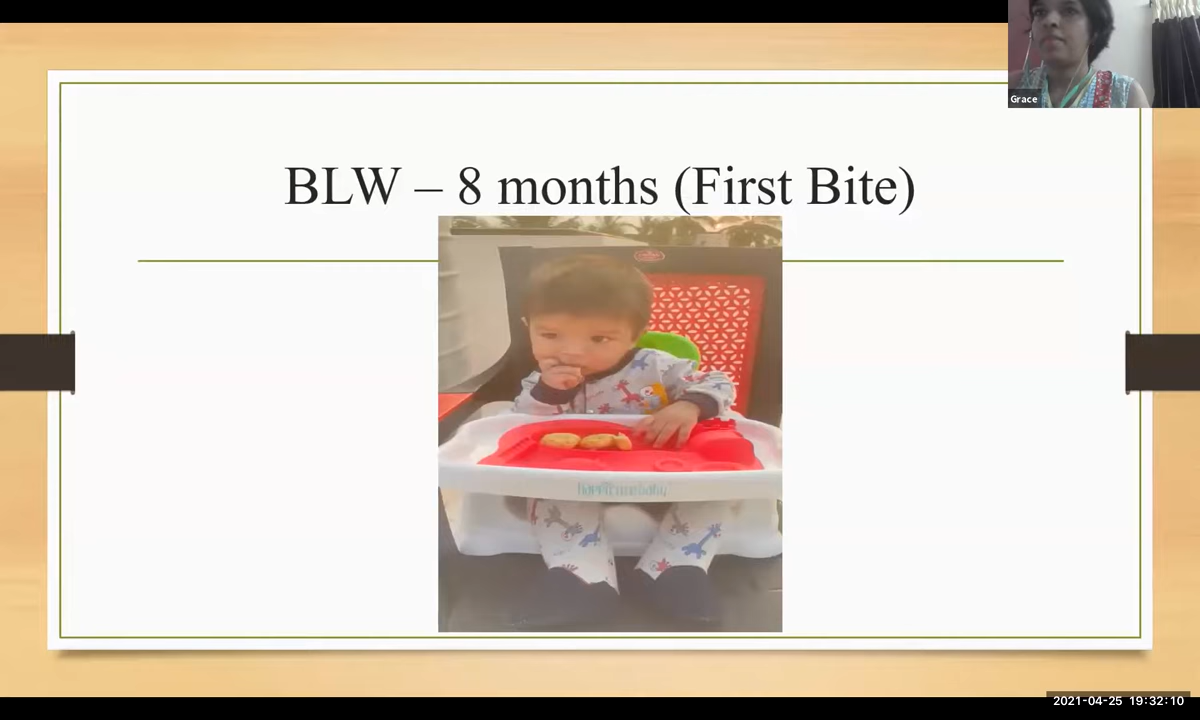 Grace
BLW – 8 months (First Bite)
2021-04-25 19:32:10